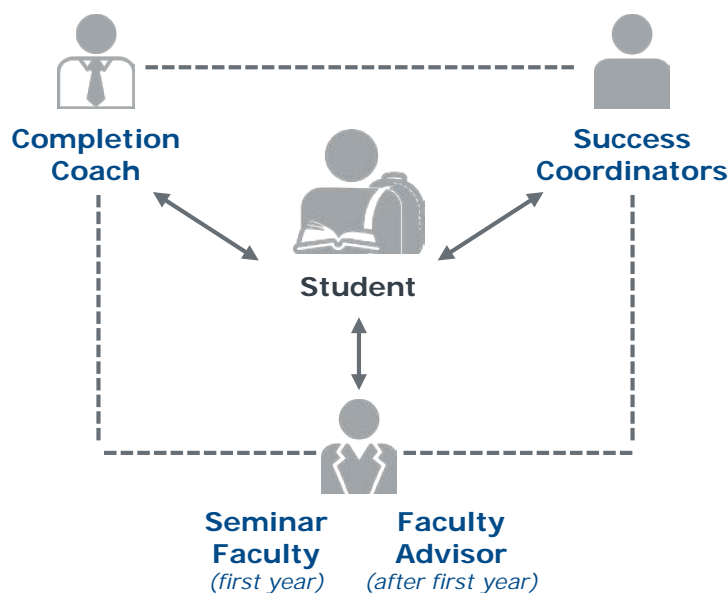 Completion
Coach
Success
Coordinators
Student
Seminar
Faculty
(first year)
Faculty
Advisor
(after first year)